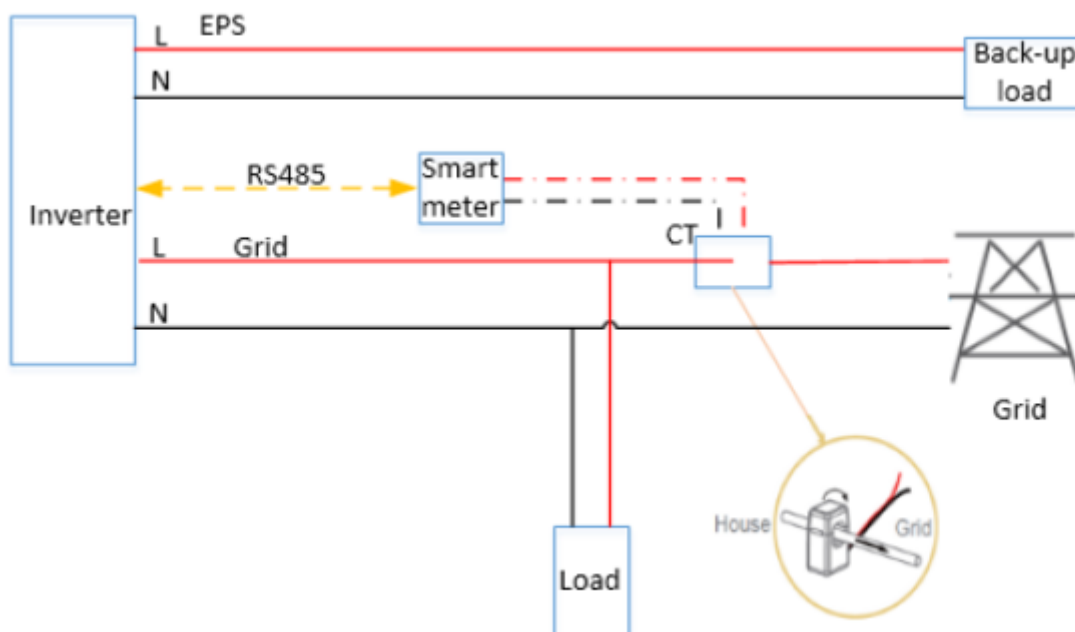 L
EPS
N
Back-up
load
RS485
Smart
meter
Inverter
CT
L
Grid
N
Grid
House
Grid
Load